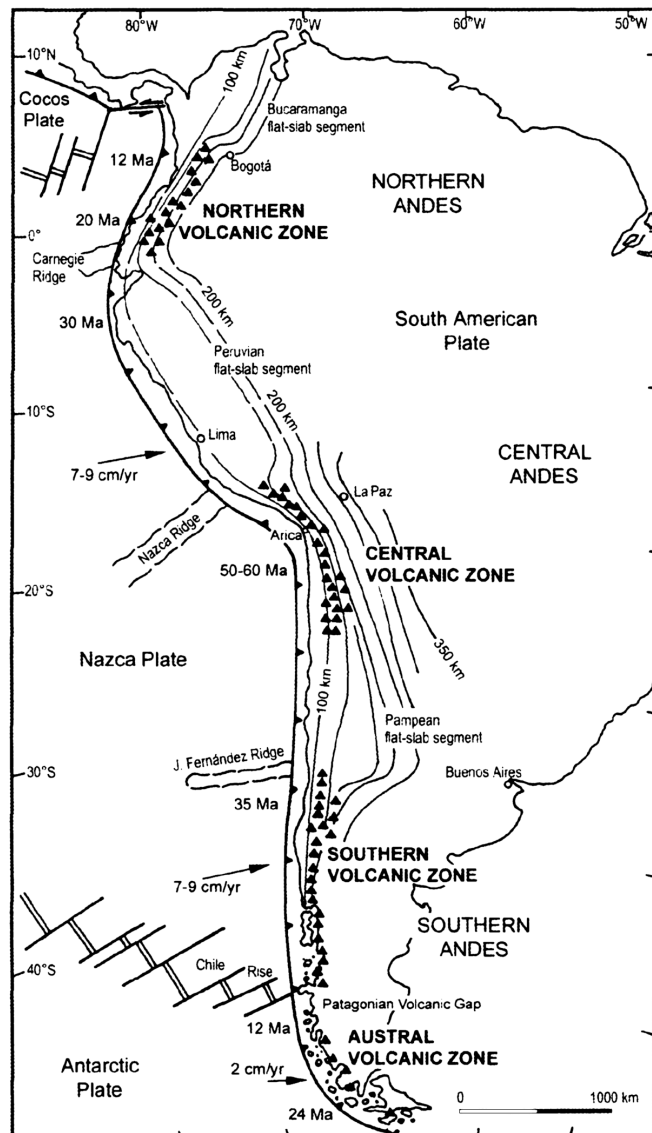 80°W
70°W
60°W
50°W
10°N
Cocos
Plate
100 km
Bucaramanga
flat-slab segment
12 Ma
Bogotá
NORTHERN
ANDES
20 Ma
NORTHERN
VOLCANIC ZONE
0°
Carnegie
Ridge
200 km
30 Ma
South American
Plate
Peruvian
flat-slab segment
200 km
10°S
Lima
7-9 cm/yr
CENTRAL
ANDES
La Paz
Nazca Ridge
Arica
CENTRAL
VOLCANIC ZONE
50-60 Ma
20°S
350 km
Nazca Plate
100 km
Pampean
flat-slab segment
J. Fernández Ridge
30°S
Buenos Aires
35 Ma
SOUTHERN
VOLCANIC ZONE
7-9 cm/yr
SOUTHERN
ANDES
40°S
Chile Rise
Patagonian Volcanic Gap
12 Ma
AUSTRAL
VOLCANIC ZONE
Antarctic
Plate
2 cm/yr
24 Ma
0
1000 km